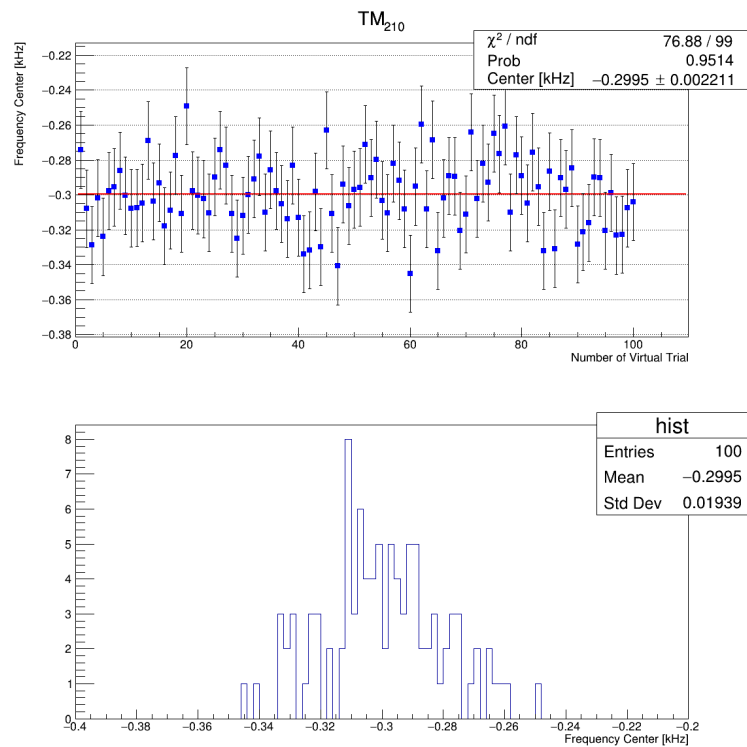 TM210
χ2 / ndf 76.88 / 99
Prob 0.9514
Center [kHz] −0.2995 ± 0.002211
Frequency Center [kHz]
−0.22
−0.24
−0.26
−0.28
−0.3
−0.32
−0.34
−0.36
−0.38
0 20 40 60 80 100
Number of Virtual Trial
hist
Entries 100
Mean −0.2995
Std Dev 0.01939
8
7
6
5
4
3
2
1
0
−0.4 −0.38 −0.36 −0.34 −0.32 −0.3 −0.28 −0.26 −0.24 −0.22 −0.2
Frequency Center [kHz]